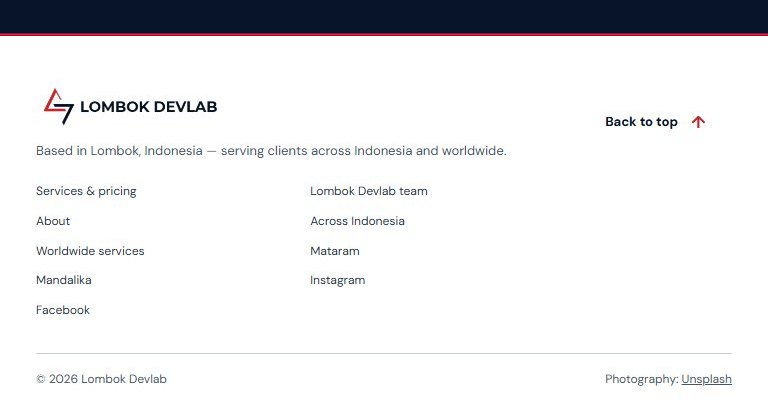 LOMBOK DEVLAB
Back to top
Based in Lombok, Indonesia — serving clients across Indonesia and worldwide.
Services & pricing
Lombok Devlab team
About
Across Indonesia
Worldwide services
Mataram
Mandalika
Instagram
Facebook
© 2026 Lombok Devlab
Photography: Unsplash